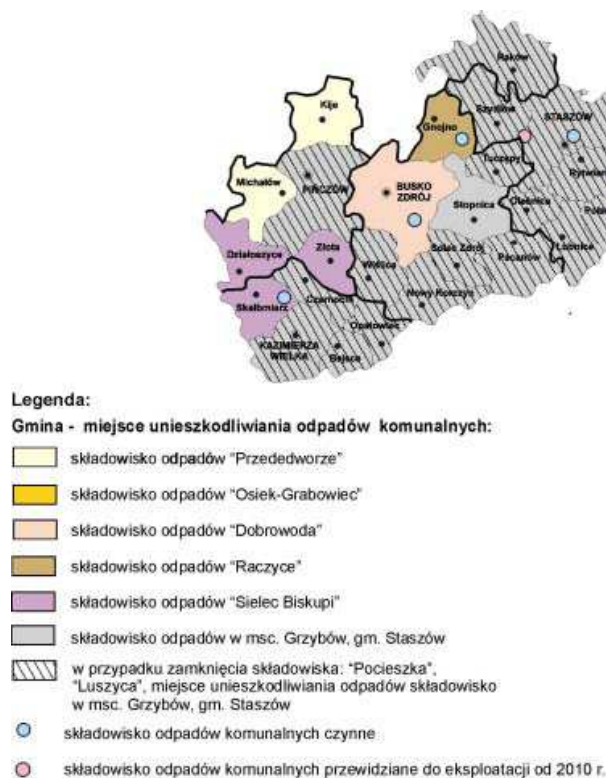 Raków
Kije
Szydłów
STASZÓW
Gnojno
Tuczępy
Rytwiany
Michałów
PIŃCZÓW
BUSKO
ZDRÓJ
Stopnica
Oleśnica
Łubnice
Pacanów
Solec Zdrój
Działoszyce
Złota
Wiślica
Nowy Korczyn
Skalbmierz
Czarnocin
Opatowiec
KAZIMIERZA
WIELKA
Bejsce
Legenda:
Gmina - miejsce unieszkodliwiania odpadów komunalnych:
składowisko odpadów “Przededworze”
składowisko odpadów “Osiek-Grabowiec”
składowisko odpadów “Dobrowoda”
składowisko odpadów “Raczyce”
składowisko odpadów “Sielec Biskupi”
składowisko odpadów w msc. Grzybów, gm. Staszów
w przypadku zamknięcia składowiska: “Pocieszka”,
“Luszyca”, miejsce unieszkodliwiania odpadów składowisko
w msc. Grzybów, gm. Staszów
składowisko odpadów komunalnych czynne
składowisko odpadów komunalnych przewidziane do eksploatacji od 2010 r.